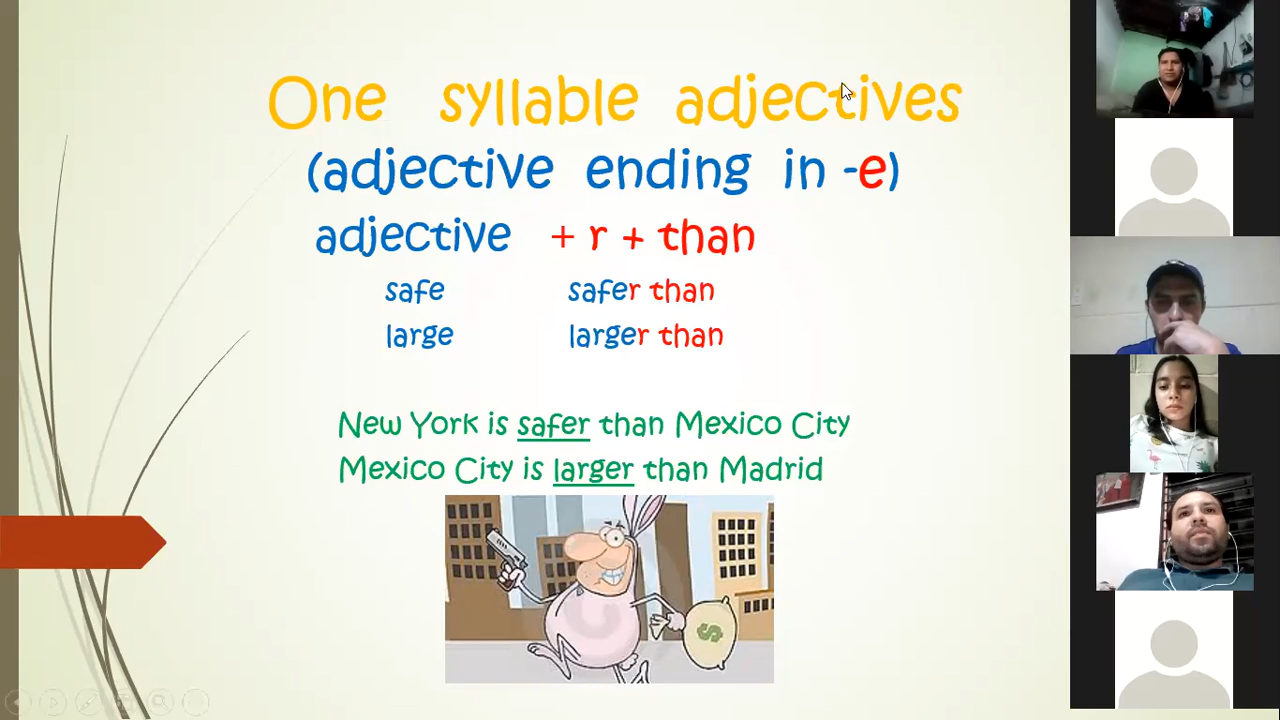 One syllable adjectives
(adjective ending in -e)
adjective + r + than
safe safer than
large larger than
New York is safer than Mexico City
Mexico City is larger than Madrid
$